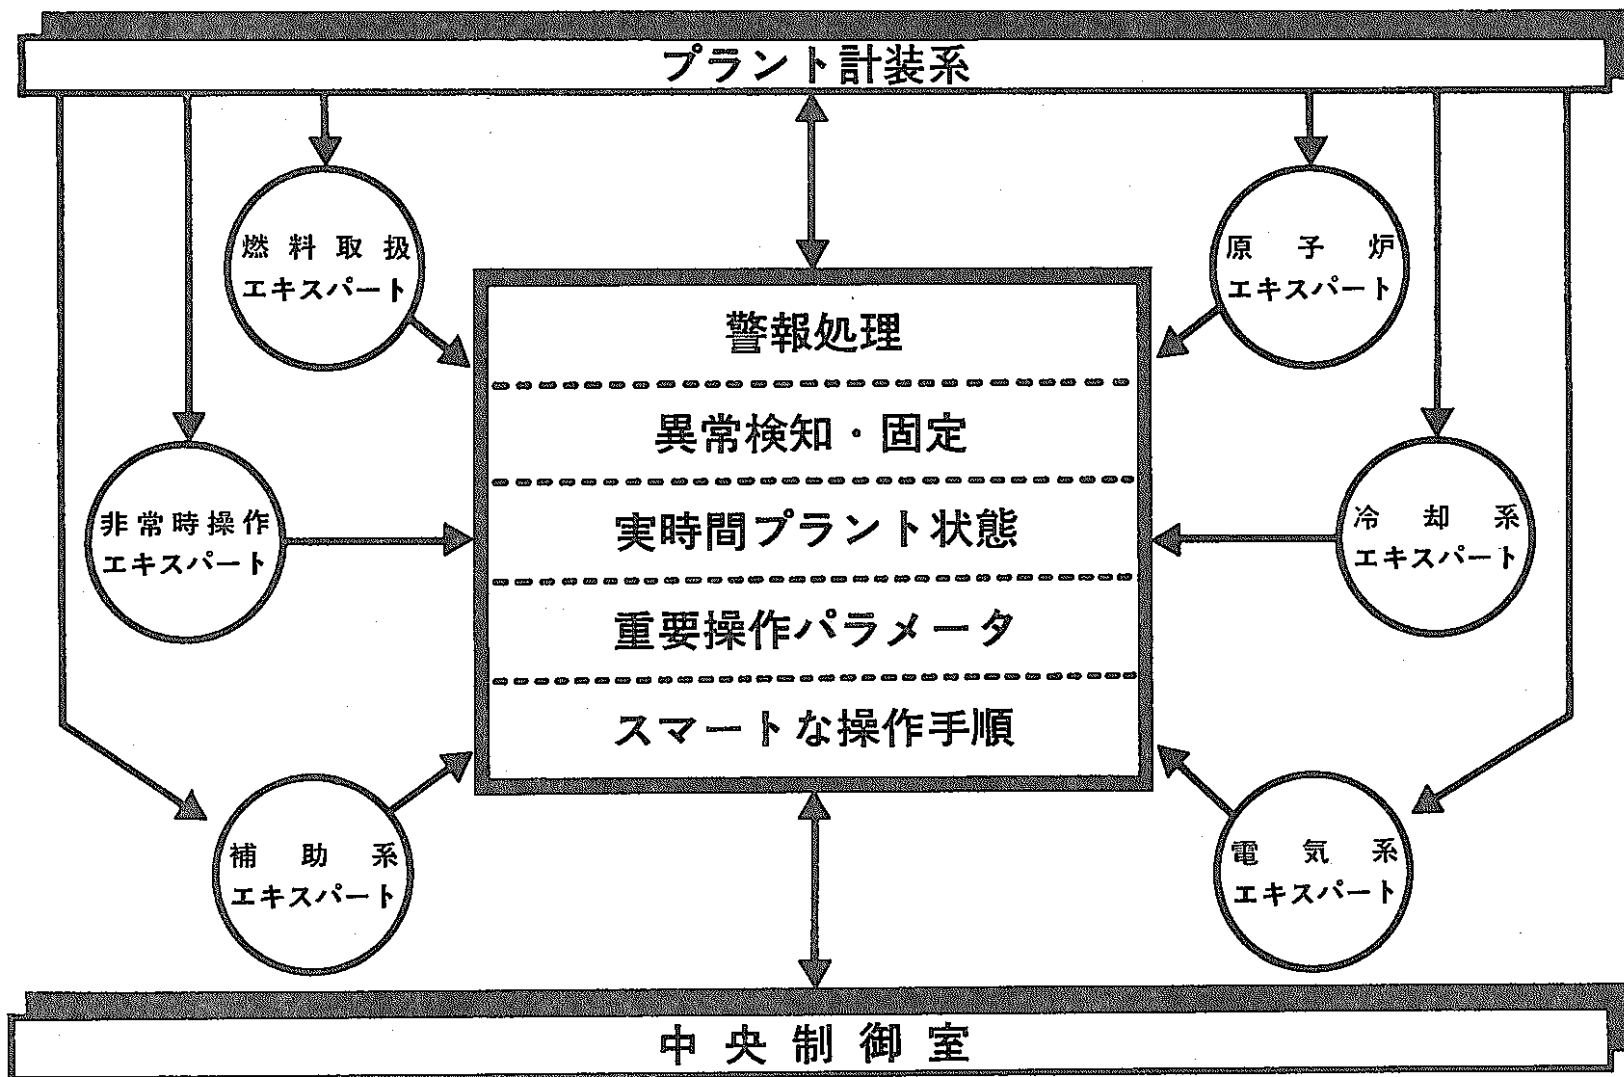 プラント計装系
燃料取扱
エキスパート
原子炉
エキスパート
警報処理
異常検知・固定
実時間プラント状態
重要操作パラメータ
スマートな操作手順
非常時操作
エキスパート
冷却系
エキスパート
補助系
エキスパート
電気系
エキスパート
中央制御室